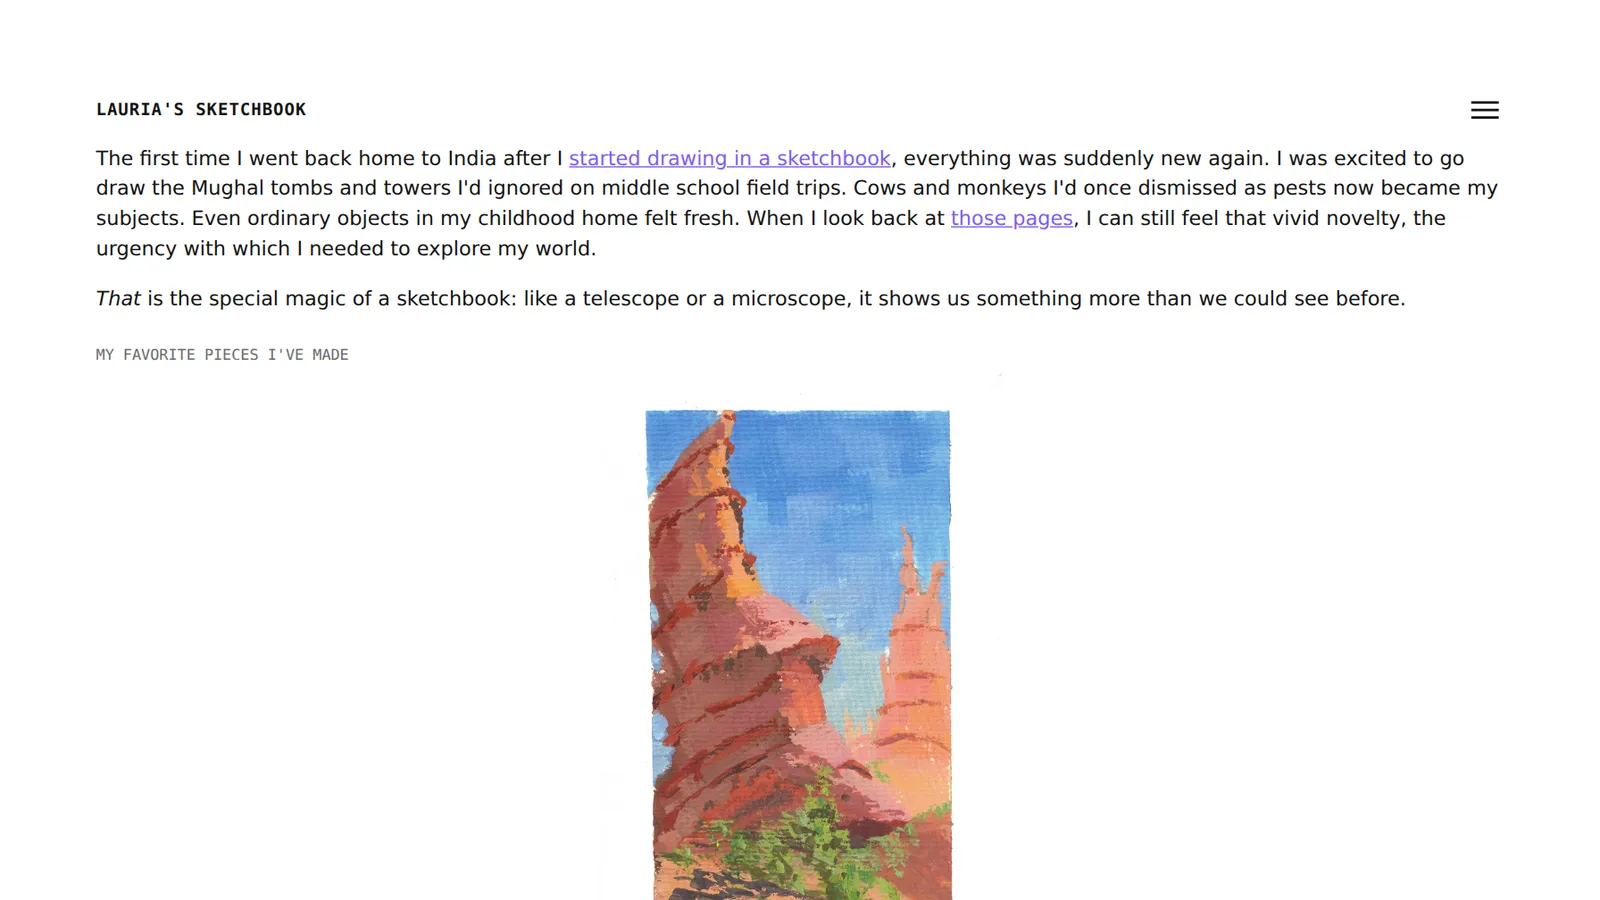 LAURIA'S SKETCHBOOK
The first time I went back home to India after I started drawing in a sketchbook, everything was suddenly new again. I was excited to go
draw the Mughal tombs and towers I'd ignored on middle school field trips. Cows and monkeys I'd once dismissed as pests now became my
subjects. Even ordinary objects in my childhood home felt fresh. When I look back at those pages, I can still feel that vivid novelty, the
urgency with which I needed to explore my world.
That is the special magic of a sketchbook: like a telescope or a microscope, it shows us something more than we could see before.
MY FAVORITE PIECES I'VE MADE